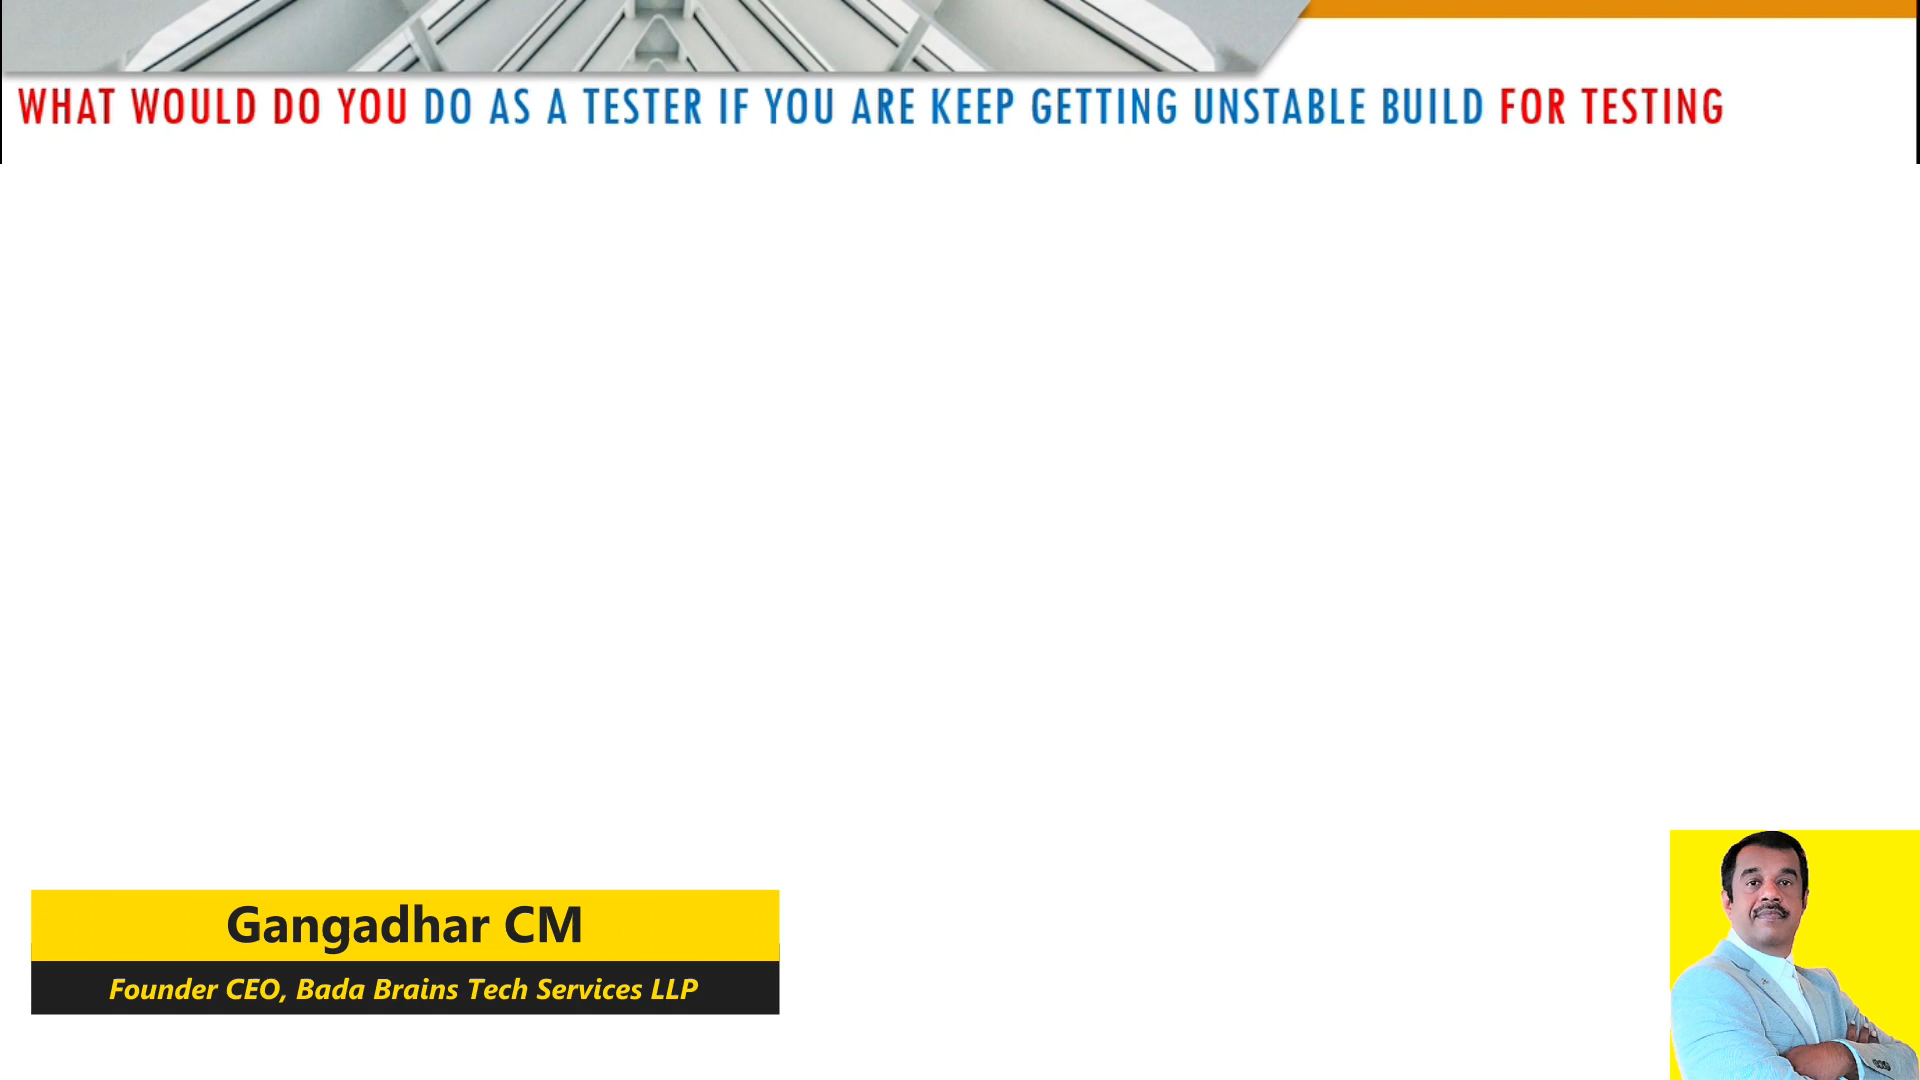 WHAT WOULD DO YOU DO AS A TESTER IF YOU ARE KEEP GETTING UNSTABLE BUILD FOR TESTING
Gangadhar CM
Founder CEO, Bada Brains Tech Services LLP